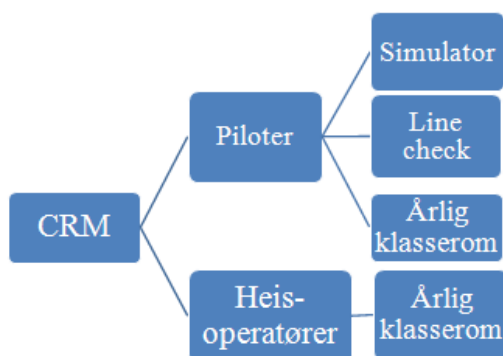 CRM
Piloter
Simulator
Line
check
Årlig
klasserom
Heis-
operatører
Årlig
klasserom